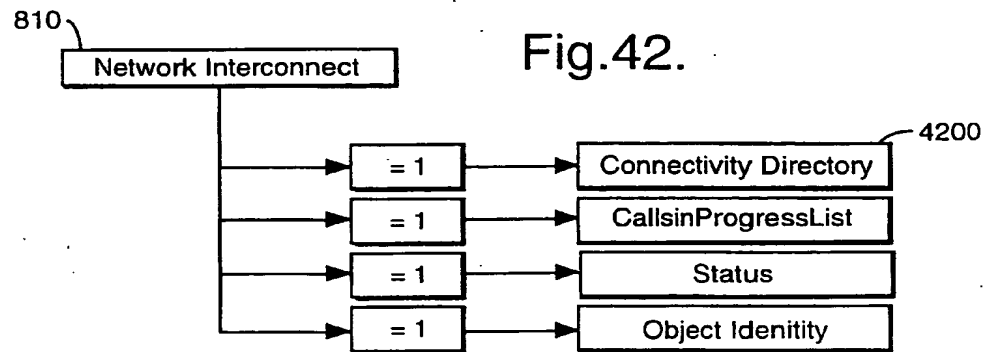 810
Network Interconnect
Fig.42.
4200
= 1
Connectivity Directory
= 1
CallsinProgressList
= 1
Status
= 1
Object Idenitity